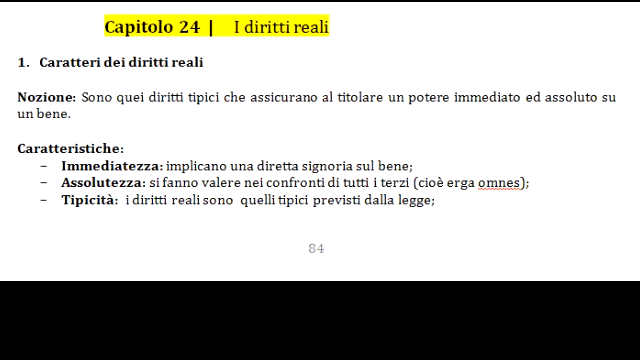 Capitolo 24 | I diritti reali
1. Caratteri dei diritti reali
Nozione: Sono quei diritti tipici che assicurano al titolare un potere immediato ed assoluto su
un bene.
Caratteristiche:
− Immediatezza: implicano una diretta signoria sul bene;
− Assolutezza: si fanno valere nei confronti di tutti i terzi (cioè erga omnes);
− Tipicità: i diritti reali sono quelli tipici previsti dalla legge;
84